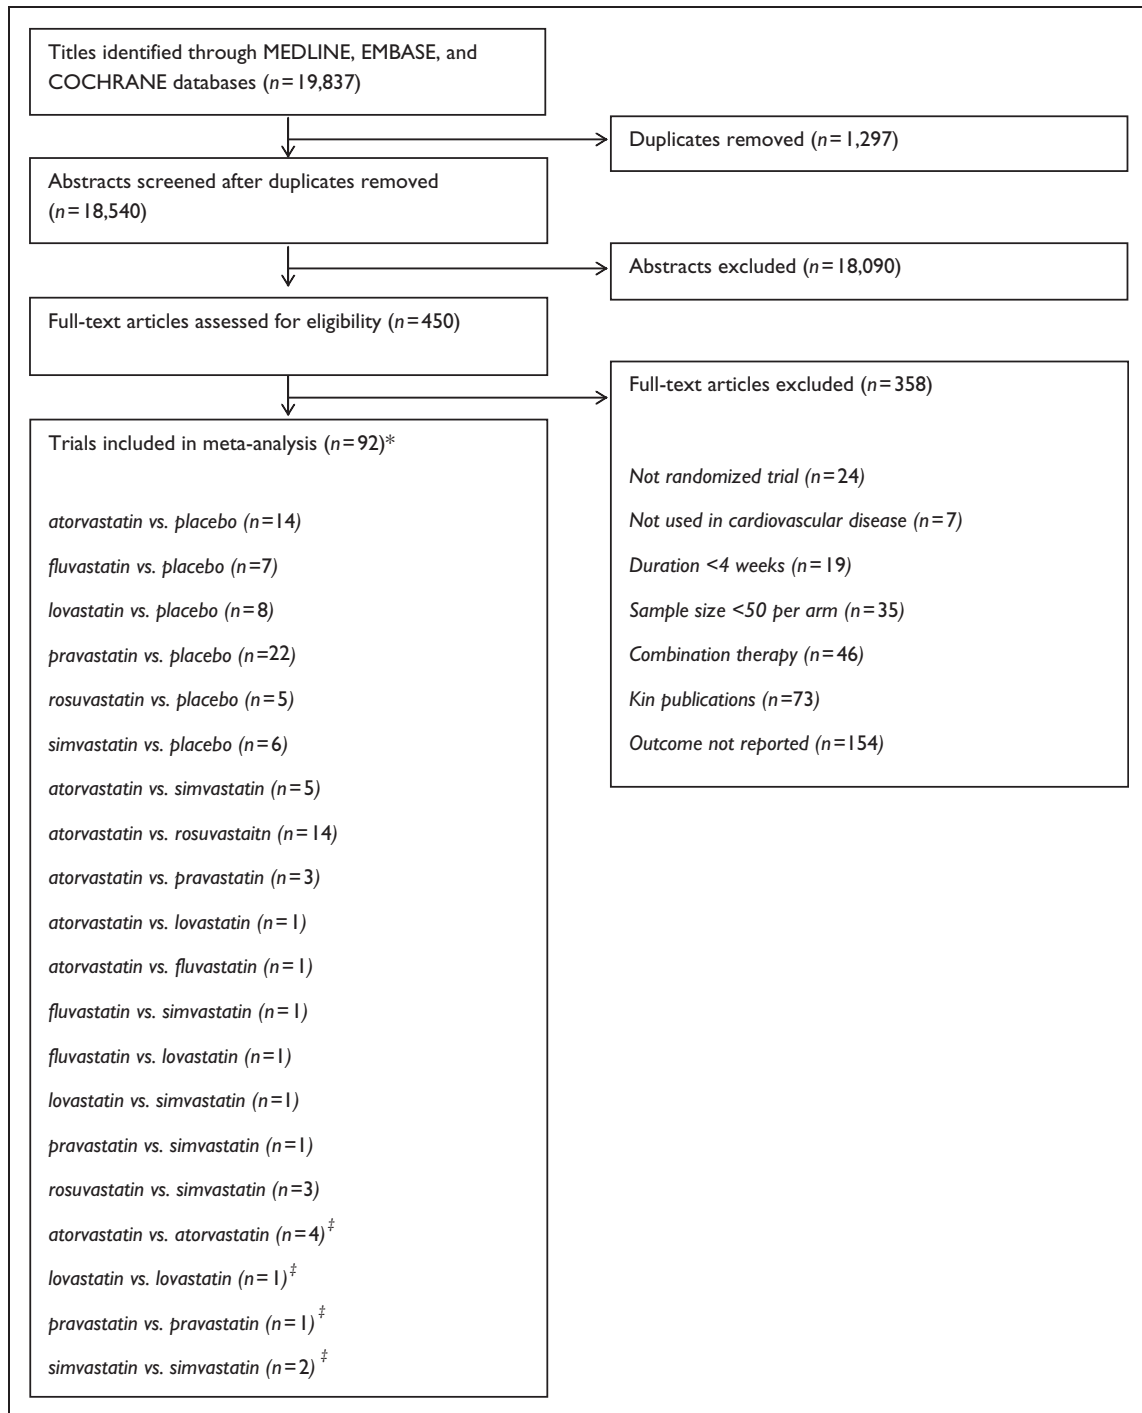 Titles identified through MEDLINE, EMBASE, and
COCHRANE databases (n=19,837)
Duplicates removed (n=1,297)
Abstracts screened after duplicates removed
(n=18,540)
Abstracts excluded (n=18,090)
Full-text articles assessed for eligibility (n=450)
Full-text articles excluded (n=358)
Not randomized trial (n=24)
Not used in cardiovascular disease (n=7)
Duration <4 weeks (n=19)
Sample size <50 per arm (n=35)
Combination therapy (n=46)
Kin publications (n=73)
Outcome not reported (n=154)
Trials included in meta-analysis (n=92)*
atorvastatin vs. placebo (n=14)
fluvastatin vs. placebo (n=7)
lovastatin vs. placebo (n=8)
pravastatin vs. placebo (n=22)
rosuvastatin vs. placebo (n=5)
simvastatin vs. placebo (n=6)
atorvastatin vs. simvastatin (n=5)
atorvastatin vs. rosuvastaitn (n=14)
atorvastatin vs. pravastatin (n=3)
atorvastatin vs. lovastatin (n=1)
atorvastatin vs. fluvastatin (n=1)
fluvastatin vs. simvastatin (n=1)
fluvastatin vs. lovastatin (n=1)
lovastatin vs. simvastatin (n=1)
pravastatin vs. simvastatin (n=1)
rosuvastatin vs. simvastatin (n=3)
atorvastatin vs. atorvastatin (n=4)‡
lovastatin vs. lovastatin (n=1)‡
pravastatin vs. pravastatin (n=1)‡
simvastatin vs. simvastatin (n=2)‡